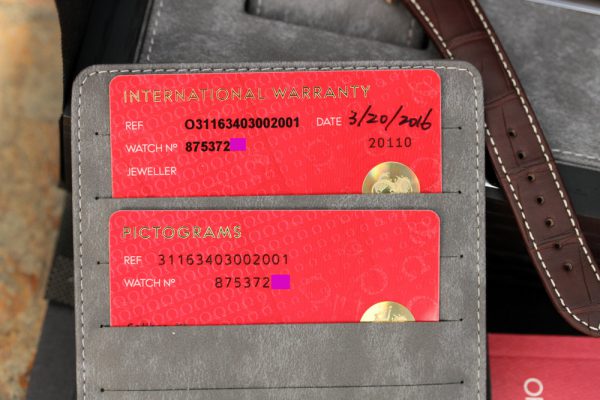 INTERNATIONAL WARRANTY
REF O31163403002001 DATE 3/20/2016
WATCH Nº 875372 20110
JEWELLER
PICTOGRAMS
REF 31163403002001
WATCH Nº 875372